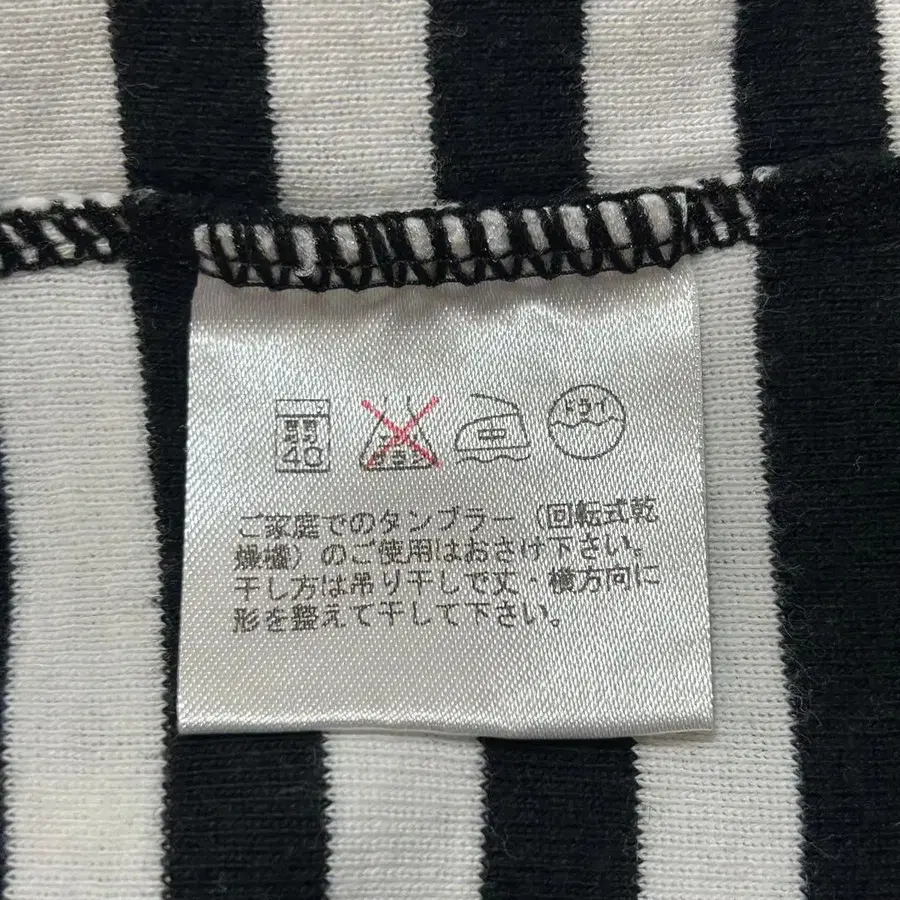 40
中
ドライ
ご家庭でのタンブラー（回転式乾
燥機）のご使用はおさけ下さい。
干し方は吊り干しで丈・横方向に
形を整えて干して下さい。